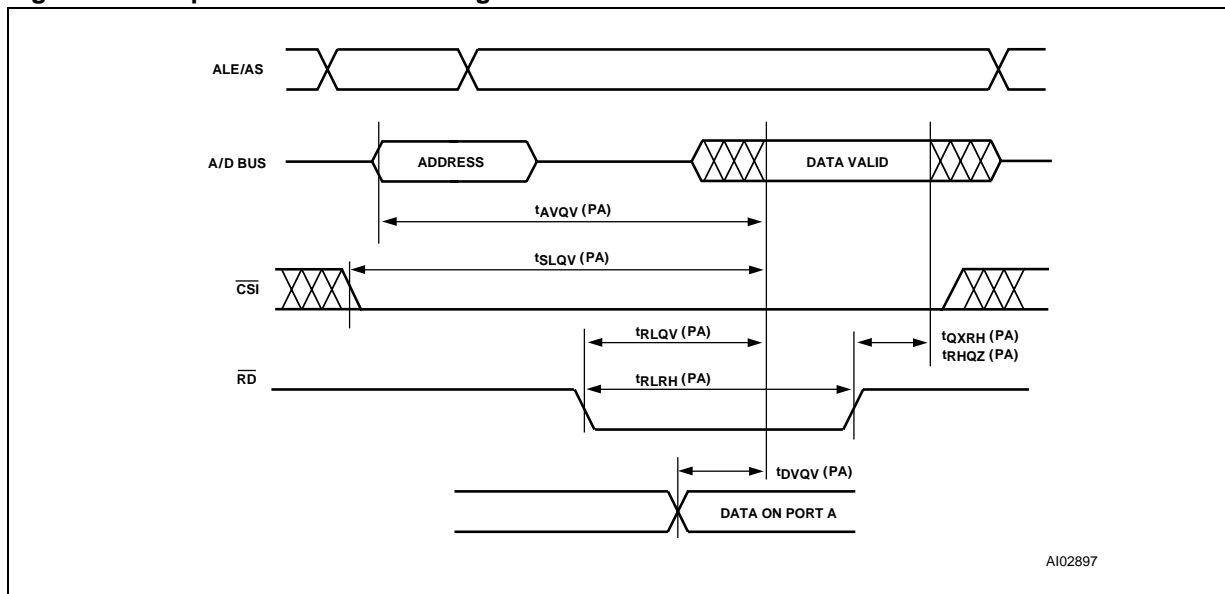 ALE/AS
A/D BUS
ADDRESS
DATA VALID
tAVQV (PA)
tSLQV (PA)
CSI
tRLQV (PA)
tQXRH (PA)
tRHQZ (PA)
RD
tRLRH (PA)
tDVQV (PA)
DATA ON PORT A
AI02897